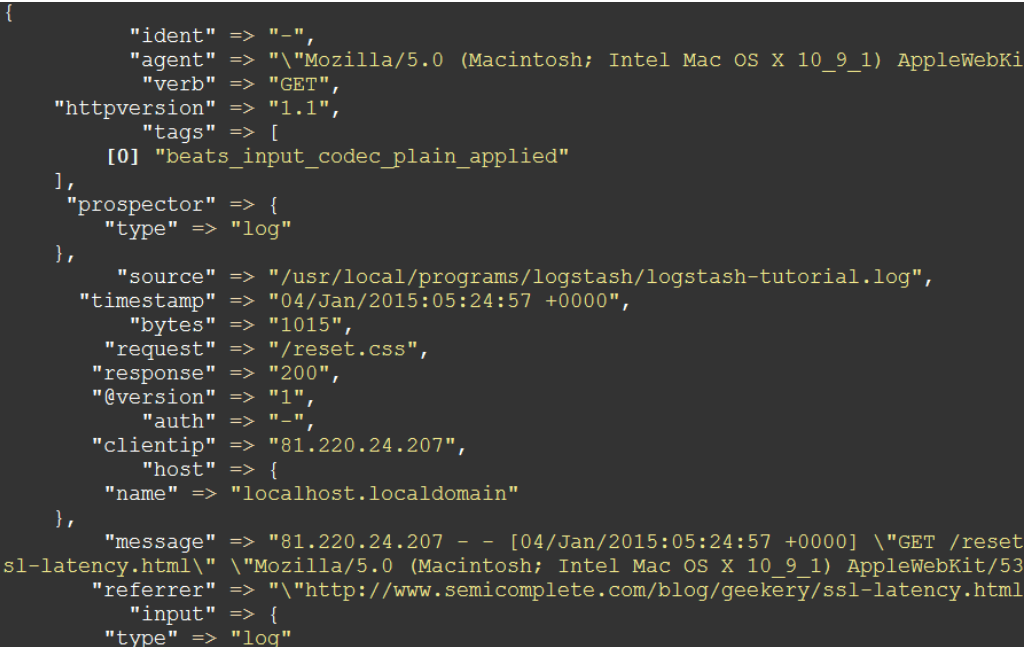 {
"ident" => "-",
"agent" => "\"Mozilla/5.0 (Macintosh; Intel Mac OS X 10_9_1) AppleWebKi
"verb" => "GET",
"httpversion" => "1.1",
"tags" => [
[0] "beats_input_codec_plain_applied"
],
"prospector" => {
"type" => "log"
},
"source" => "/usr/local/programs/logstash/logstash-tutorial.log",
"timestamp" => "04/Jan/2015:05:24:57 +0000",
"bytes" => "1015",
"request" => "/reset.css",
"response" => "200",
"@version" => "1",
"auth" => "-",
"clientip" => "81.220.24.207",
"host" => {
"name" => "localhost.localdomain"
},
"message" => "81.220.24.207 - - [04/Jan/2015:05:24:57 +0000] \"GET /reset
sl-latency.html\" \"Mozilla/5.0 (Macintosh; Intel Mac OS X 10_9_1) AppleWebKit/53
"referrer" => "\"http://www.semicomplete.com/blog/geekery/ssl-latency.html
"input" => {
"type" => "log"